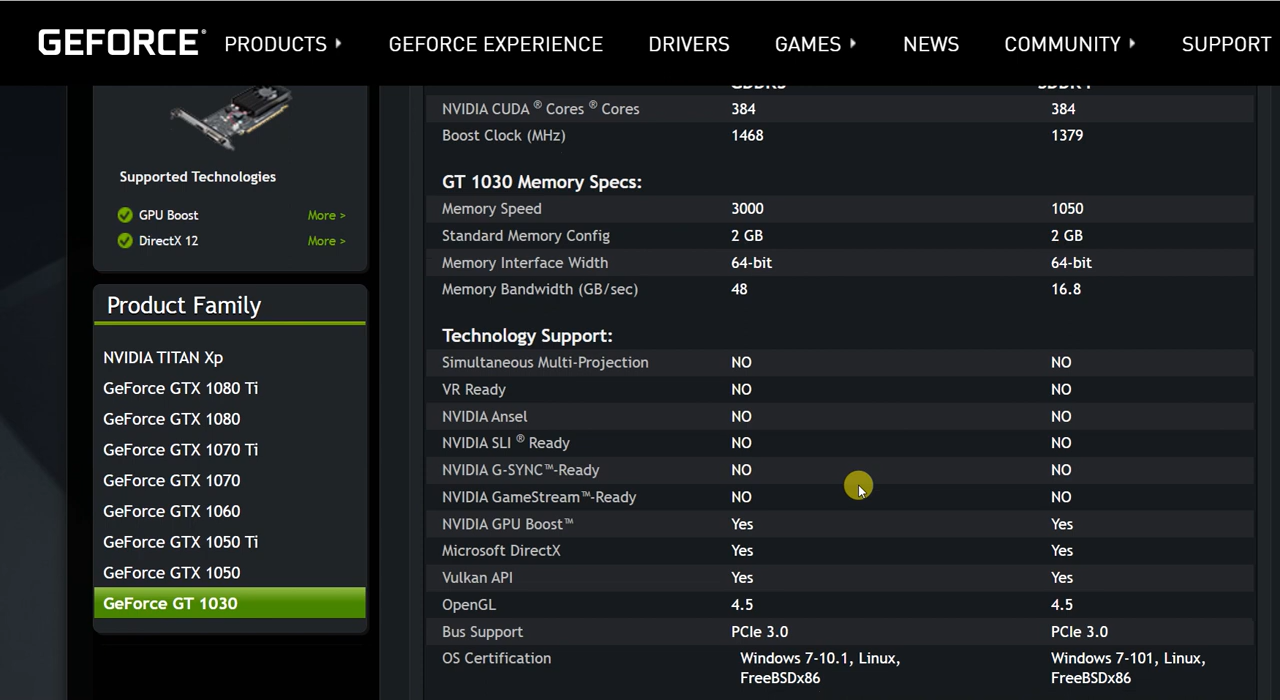 GEFORCE® PRODUCTS GEFORCE EXPERIENCE DRIVERS GAMES NEWS COMMUNITY SUPPORT
Supported Technologies
GPU Boost More >
DirectX 12 More >
Product Family
NVIDIA TITAN Xp
GeForce GTX 1080 Ti
GeForce GTX 1080
GeForce GTX 1070 Ti
GeForce GTX 1070
GeForce GTX 1060
GeForce GTX 1050 Ti
GeForce GTX 1050
GeForce GT 1030
NVIDIA CUDA ® Cores ® Cores 384 384
Boost Clock (MHz) 1468 1379
GT 1030 Memory Specs:
Memory Speed 3000 1050
Standard Memory Config 2 GB 2 GB
Memory Interface Width 64-bit 64-bit
Memory Bandwidth (GB/sec) 48 16.8
Technology Support:
Simultaneous Multi-Projection NO NO
VR Ready NO NO
NVIDIA Ansel NO NO
NVIDIA SLI ® Ready NO NO
NVIDIA G-SYNC™-Ready NO NO
NVIDIA GameStream™-Ready NO NO
NVIDIA GPU Boost™ Yes Yes
Microsoft DirectX Yes Yes
Vulkan API Yes Yes
OpenGL 4.5 4.5
Bus Support PCIe 3.0 PCIe 3.0
OS Certification Windows 7-10.1, Linux, Windows 7-101, Linux,
FreeBSDx86 FreeBSDx86